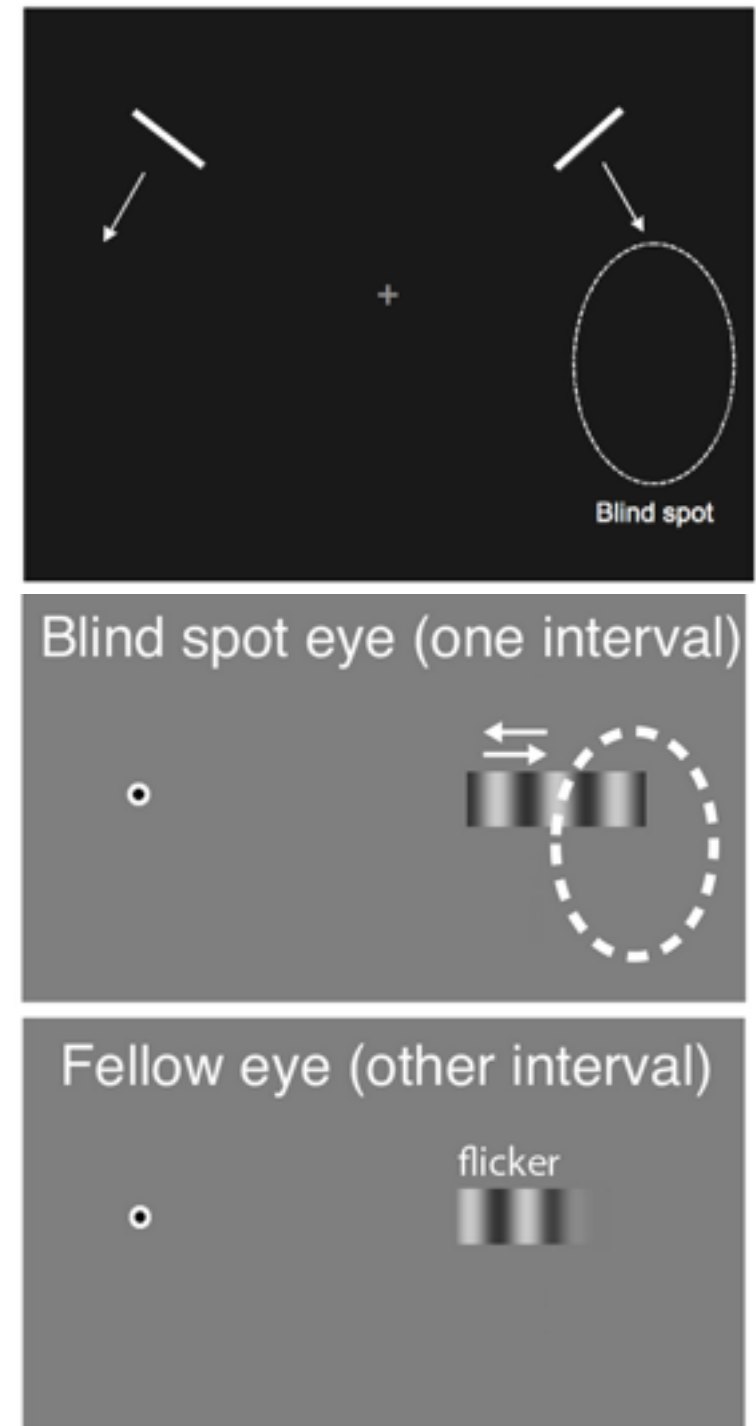 Blind spot
Blind spot eye (one interval)
Fellow eye (other interval)
flicker